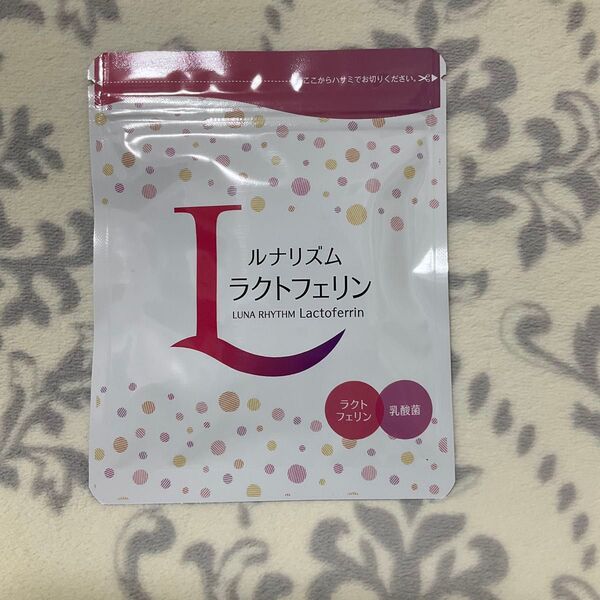 ここからハサミでお切りください。
L
ルナリズム
ラクトフェリン
LUNA RHYTHM Lactoferrin
ラクト
フェリン
乳酸菌